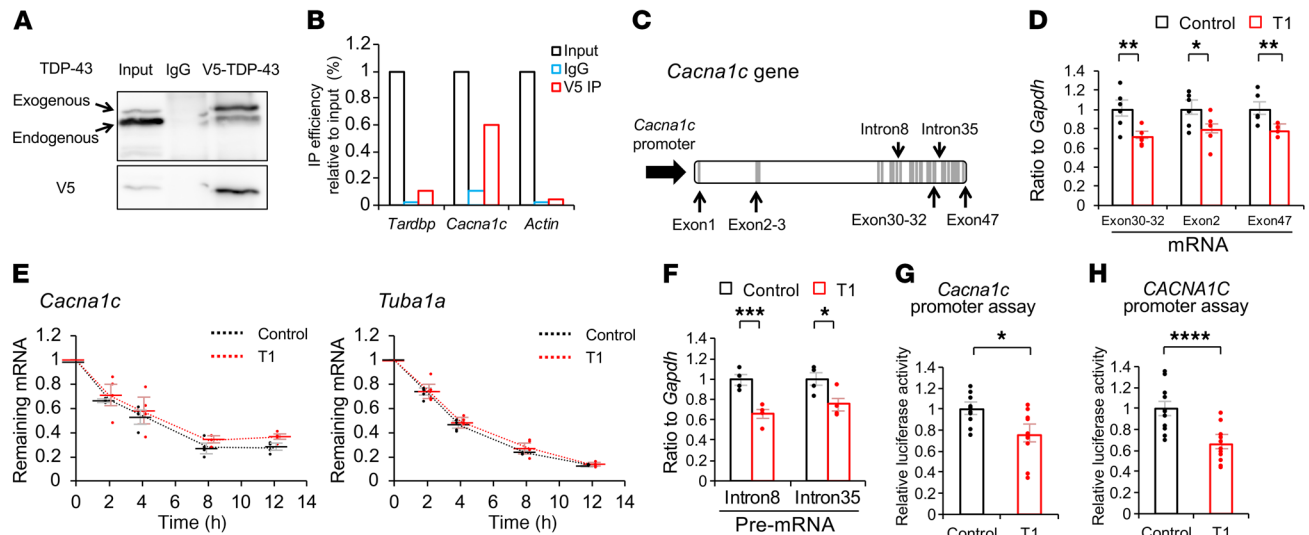 A
TDP-43 Input IgG V5-TDP-43
Exogenous
Endogenous
V5
B
IP efficiency
relative to input (%)
1.2
1
0.8
0.6
0.4
0.2
0
Input
IgG
V5 IP
Tardbp Cacna1c Actin
C
Cacna1c gene
Cacna1c
promoter
Intron8 Intron35
Exon1 Exon2-3 Exon30-32 Exon47
D
Control T1
** * **
Ratio to Gapdh
1.4
1.2
1
0.8
0.6
0.4
0.2
0
Exon30-32 Exon2 Exon47
mRNA
E
Cacna1c
Remaining mRNA
1.2
1
0.8
0.6
0.4
0.2
0
Control
T1
0 2 4 6 8 10 12 14
Time (h)
Tuba1a
Remaining mRNA
1.2
1
0.8
0.6
0.4
0.2
0
Control
T1
0 2 4 6 8 10 12 14
Time (h)
F
Control T1
*** *
Ratio to Gapdh
1.4
1.2
1
0.8
0.6
0.4
0.2
0
Intron8 Intron35
Pre-mRNA
G
Cacna1c
promoter assay
*
Relative luciferase activity
1.4
1.2
1
0.8
0.6
0.4
0.2
0
Control T1
H
CACNA1C
promoter assay
****
Relative luciferase activity
1.4
1.2
1
0.8
0.6
0.4
0.2
0
Control T1